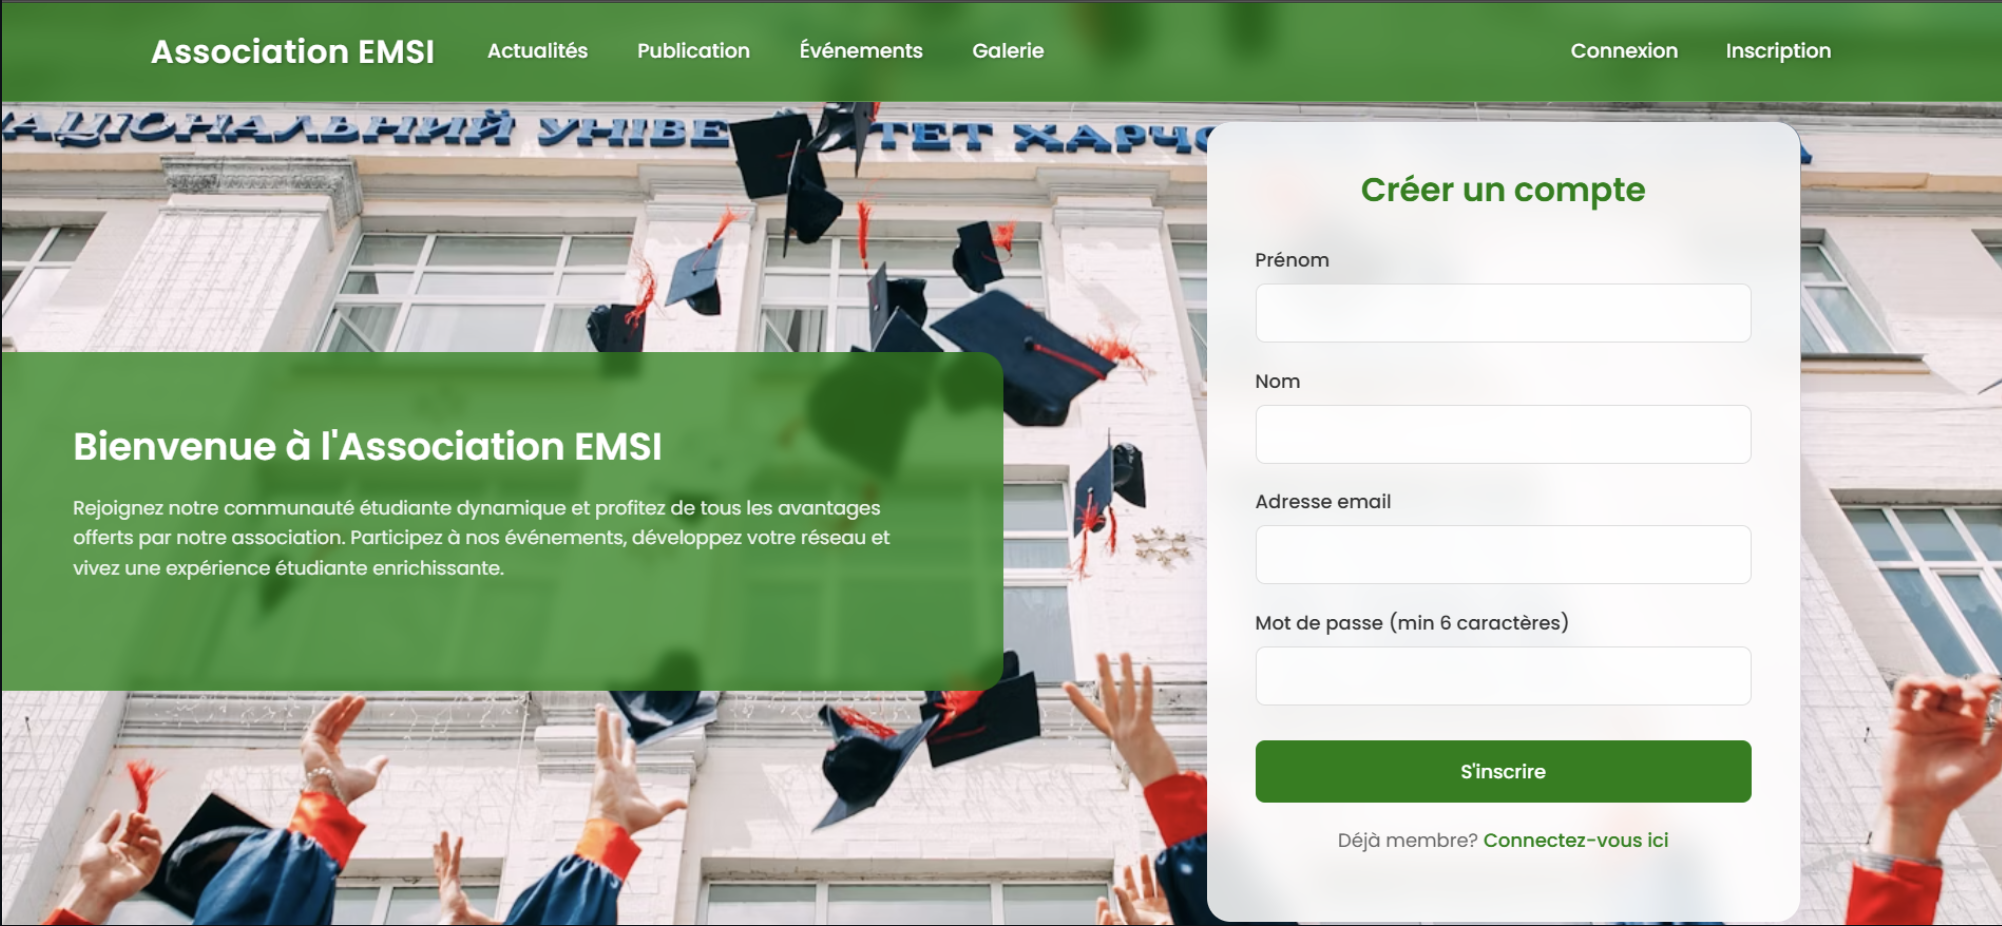 Association EMSI Actualités Publication Événements Galerie Connexion Inscription
АЦІОНАЛЬНИЙ УНІВЕ ТЕТ ХАРЧ
Créer un compte
Prénom
Nom
Bienvenue à l'Association EMSI
Rejoignez notre communauté étudiante dynamique et profitez de tous les avantages
offerts par notre association. Participez à nos événements, développez votre réseau et
vivez une expérience étudiante enrichissante.
Adresse email
Mot de passe (min 6 caractères)
S'inscrire
Déjà membre? Connectez-vous ici